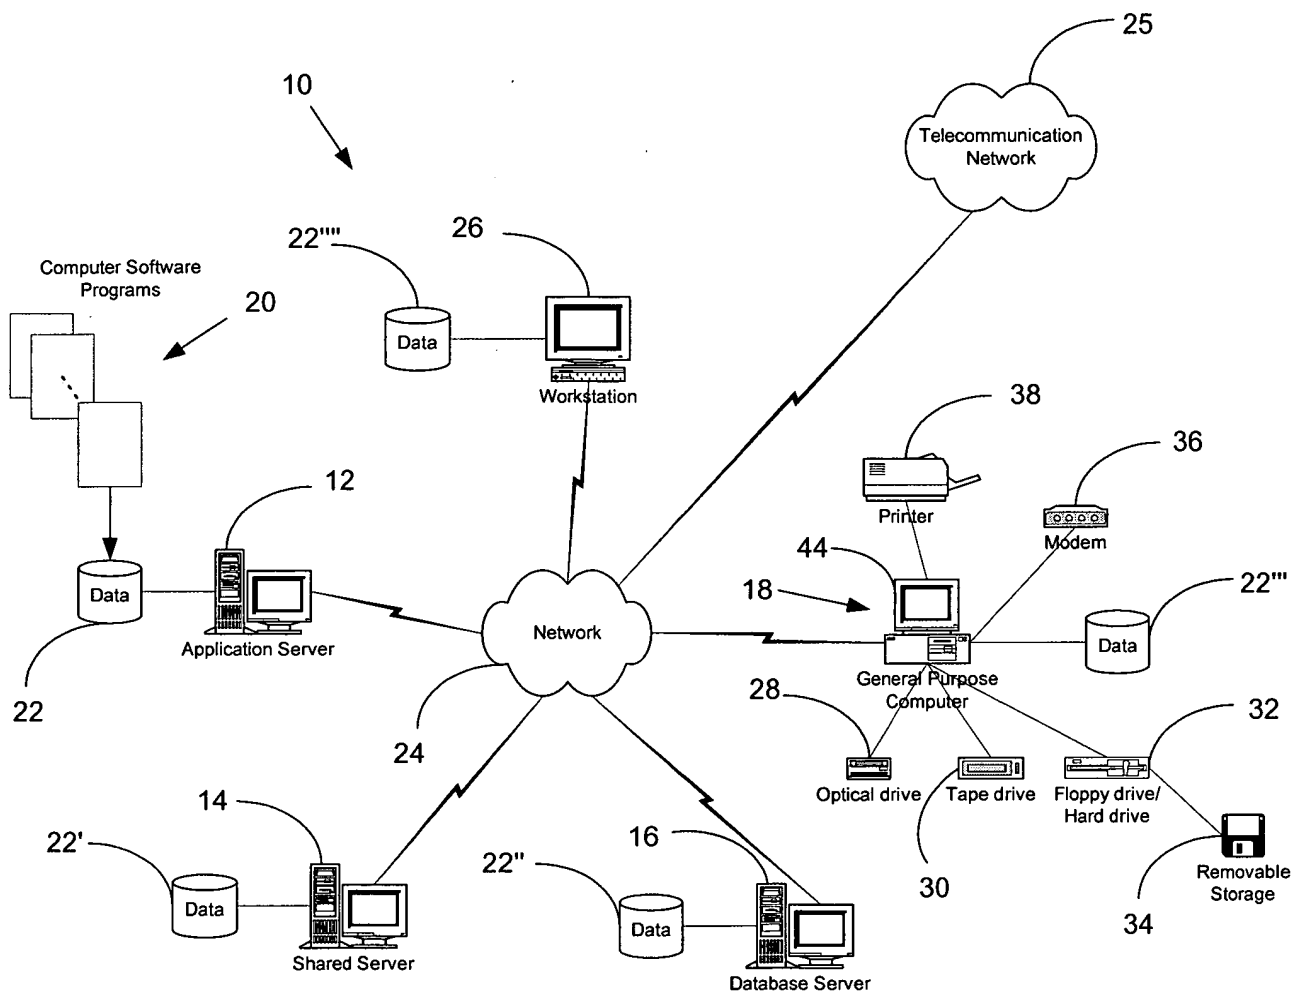 25
10
Telecommunication
Network
22''''
26
Computer Software
Programs
20
Data
Workstation
38
36
12
Printer
Modem
44
18
22'''
Data
Application Server
Network
Data
General Purpose
Computer
22
24
28
32
Optical drive
Tape drive
Floppy drive/
Hard drive
14
16
22'
22''
30
34
Removable
Storage
Data
Shared Server
Data
Database Server